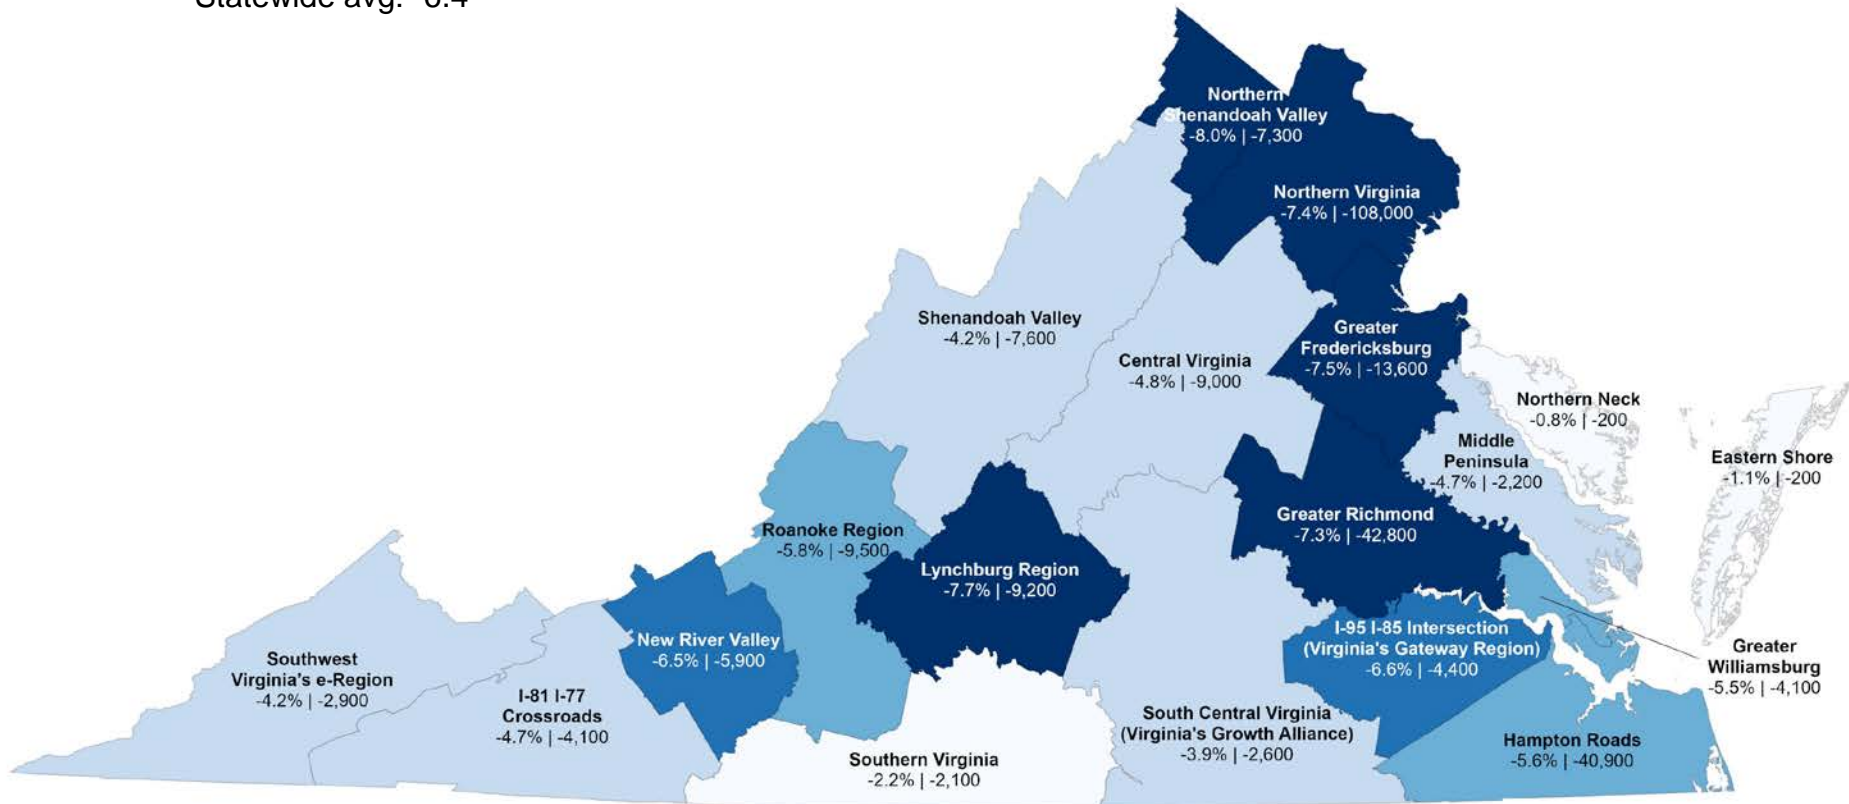 Statewide avg. -6.4
Northern
Shenandoah Valley
-8.0% | -7,300
Northern Virginia
-7.4% | -108,000
Shenandoah Valley
-4.2% | -7,600
Central Virginia
-4.8% | -9,000
Greater
Fredericksburg
-7.5% | -13,600
Northern Neck
-0.8% | -200
Middle
Peninsula
-4.7% | -2,200
Eastern Shore
-1.1% | -200
Roanoke Region
-5.8% | -9,500
Lynchburg Region
-7.7% | -9,200
Greater Richmond
-7.3% | -42,800
New River Valley
-6.5% | -5,900
I-95 I-85 Intersection
(Virginia's Gateway Region)
-6.6% | -4,400
Greater
Williamsburg
-5.5% | -4,100
Southwest
Virginia's e-Region
-4.2% | -2,900
I-81 I-77
Crossroads
-4.7% | -4,100
South Central Virginia
(Virginia's Growth Alliance)
-3.9% | -2,600
Hampton Roads
-5.6% | -40,900
Southern Virginia
-2.2% | -2,100